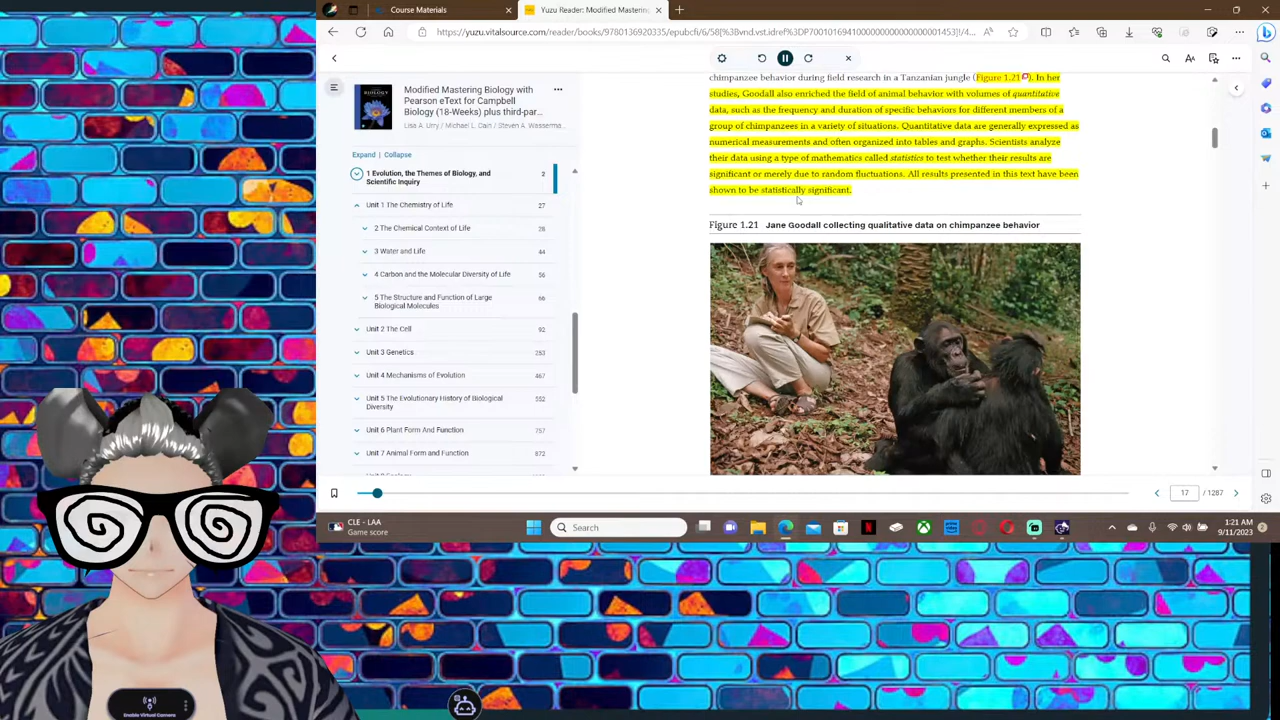 Course Materials
Yuzu Reader: Modified Mastering
https://yuzu.vitalsource.com/reader/books/9780136920335/epubcfi/6/58[%3Bvnd.vst.idref%3D
Modified Mastering Biology with
Pearson eText for Campbell
Biology (18-Weeks) plus third-par...
Lisa A. Urry / Michael L. Cain / Steven A. Wasserma...
Expand | Collapse
1 Evolution, the Themes of Biology, and
Scientific Inquiry
2
Unit 1 The Chemistry of Life 27
2 The Chemical Context of Life 28
3 Water and Life 44
4 Carbon and the Molecular Diversity of Life 56
5 The Structure and Function of Large
Biological Molecules
66
Unit 2 The Cell 92
Unit 3 Genetics 253
Unit 4 Mechanisms of Evolution 467
Unit 5 The Evolutionary History of Biological
Diversity
552
Unit 6 Plant Form And Function 757
Unit 7 Animal Form and Function 872
chimpanzee behavior during field research in a Tanzanian jungle (Figure 1.21). In her
studies, Goodall also enriched the field of animal behavior with volumes of quantitative
data, such as the frequency and duration of specific behaviors for different members of a
group of chimpanzees in a variety of situations. Quantitative data are generally expressed as
numerical measurements and often organized into tables and graphs. Scientists analyze
their data using a type of mathematics called statistics to test whether their results are
significant or merely due to random fluctuations. All results presented in this text have been
shown to be statistically significant.
Figure 1.21 Jane Goodall collecting qualitative data on chimpanzee behavior
17 / 1287
CLE - LAA
Game score
Search
1:21 AM
9/11/2023
Enable Virtual Camera